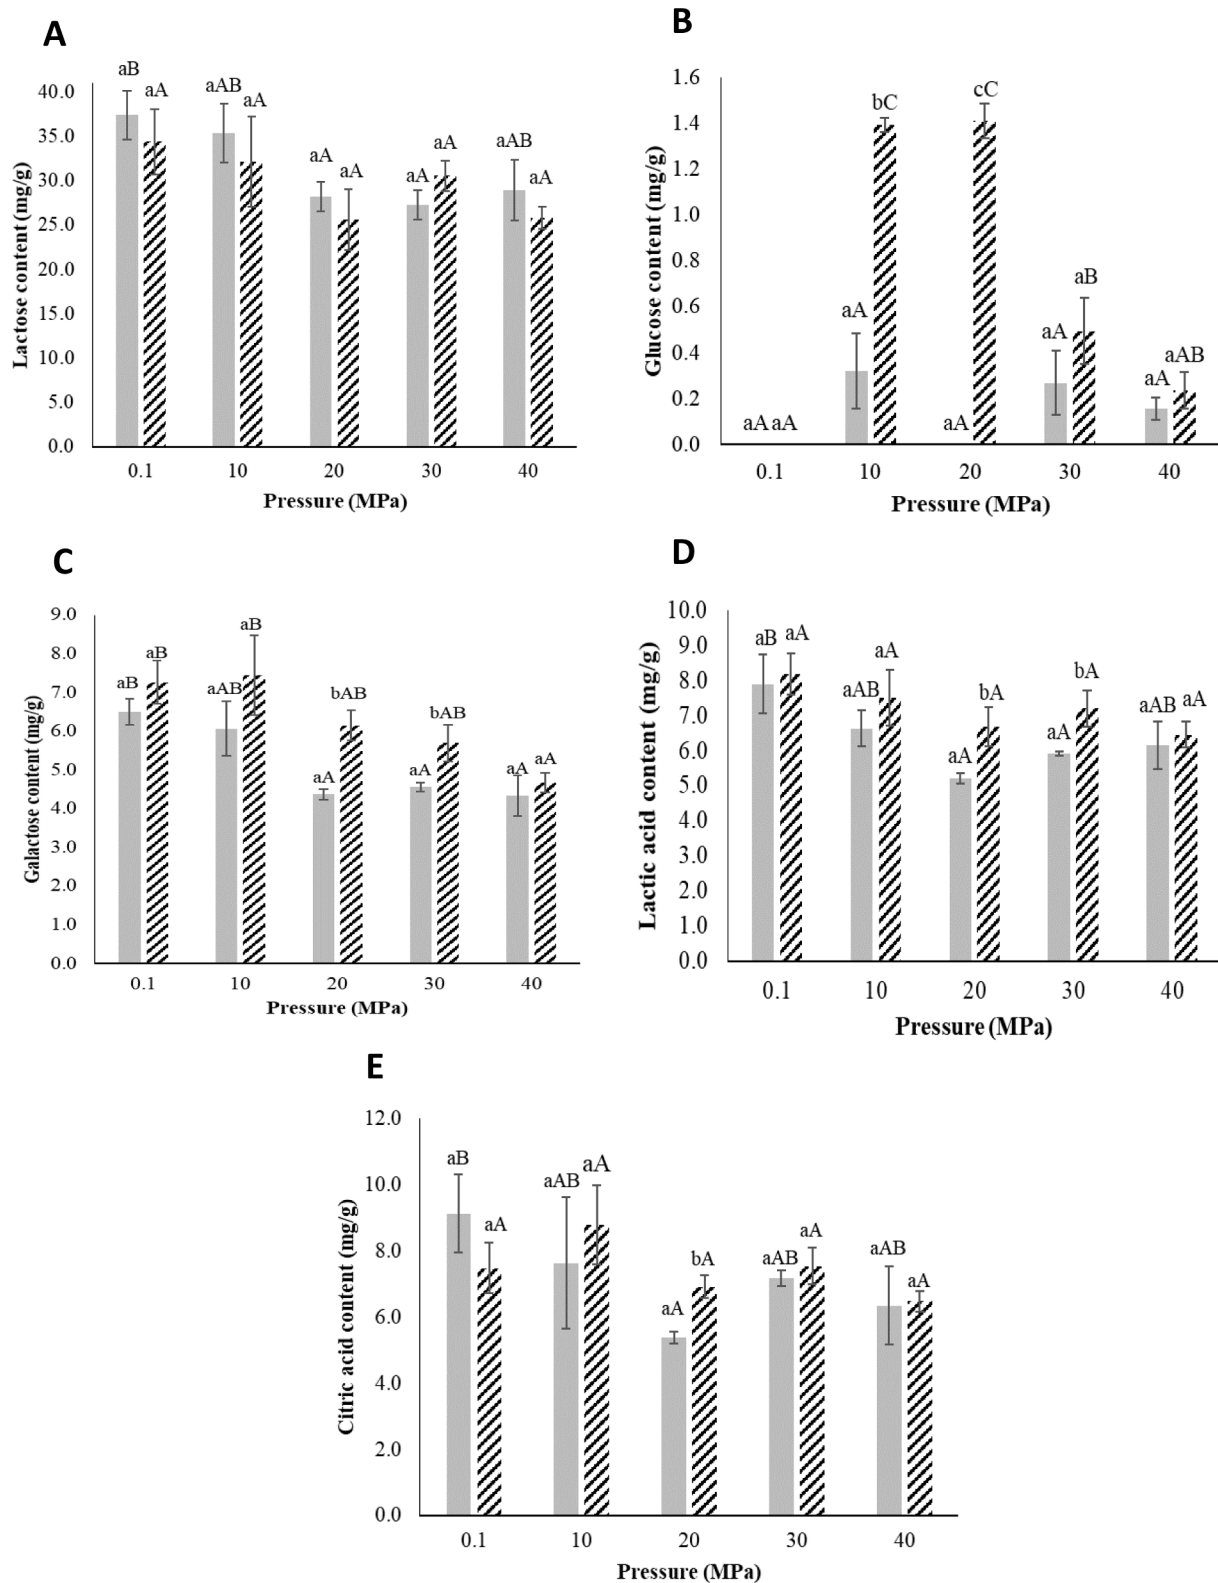 A
aB
aA
aAB
aA
aA
aA
aA
aA
aAB
aA
40.0
35.0
30.0
25.0
20.0
15.0
10.0
5.0
0.0
Lactose content (mg/g)
0.1 10 20 30 40
Pressure (MPa)
B
1.6
1.4
1.2
1.0
0.8
0.6
0.4
0.2
0.0
Glucose content (mg/g)
aA aA
aA
bC
aA
cC
aA
aB
aA
aAB
0.1 10 20 30 40
Pressure (MPa)
C
9.0
8.0
7.0
6.0
5.0
4.0
3.0
2.0
1.0
0.0
Galactose content (mg/g)
aB
aB
aAB
aB
aA
bAB
aA
bAB
aA
aA
0.1 10 20 30 40
Pressure (MPa)
D
10.0
9.0
8.0
7.0
6.0
5.0
4.0
3.0
2.0
1.0
0.0
Lactic acid content (mg/g)
aB
aA
aAB
aA
aA
bA
aA
bA
aAB
aA
0.1 10 20 30 40
Pressure (MPa)
E
12.0
10.0
8.0
6.0
4.0
2.0
0.0
Citric acid content (mg/g)
aB
aA
aAB
aA
aA
bA
aAB
aA
aAB
aA
0.1 10 20 30 40
Pressure (MPa)